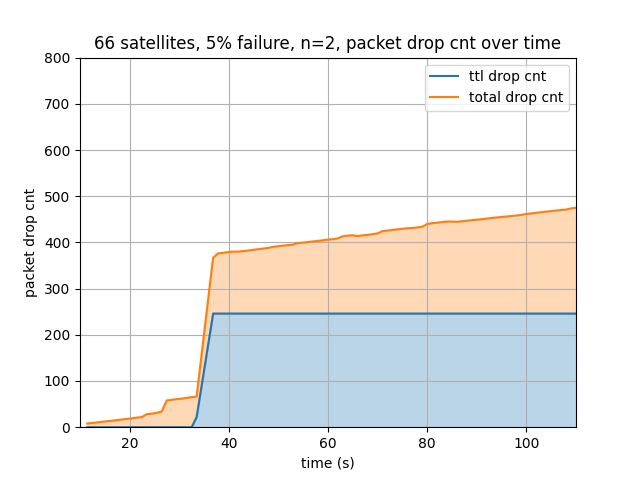 66 satellites, 5% failure, n=2, packet drop cnt over time
ttl drop cnt
total drop cnt
packet drop cnt
800
700
600
500
400
300
200
100
0
20 40 60 80 100
time (s)